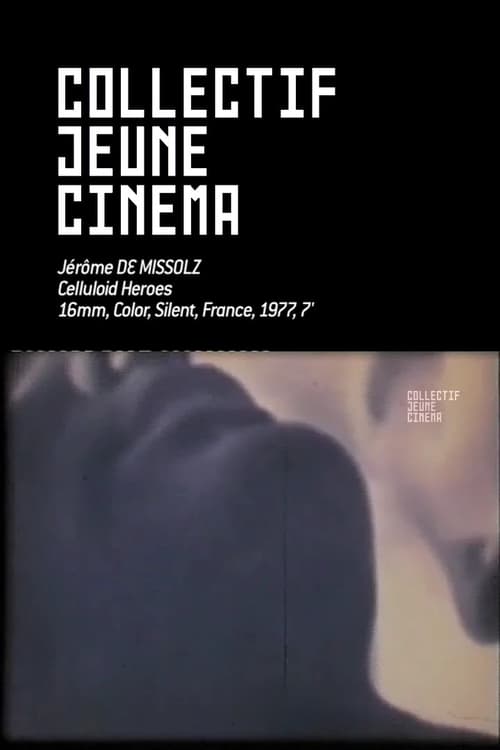 COLLECTIF
JEUNE
CINEMA
Jérôme DE MISSOLZ
Celluloid Heroes
16mm, Color, Silent, France, 1977, 7'
COLLECTIF
JEUNE
CINEMA